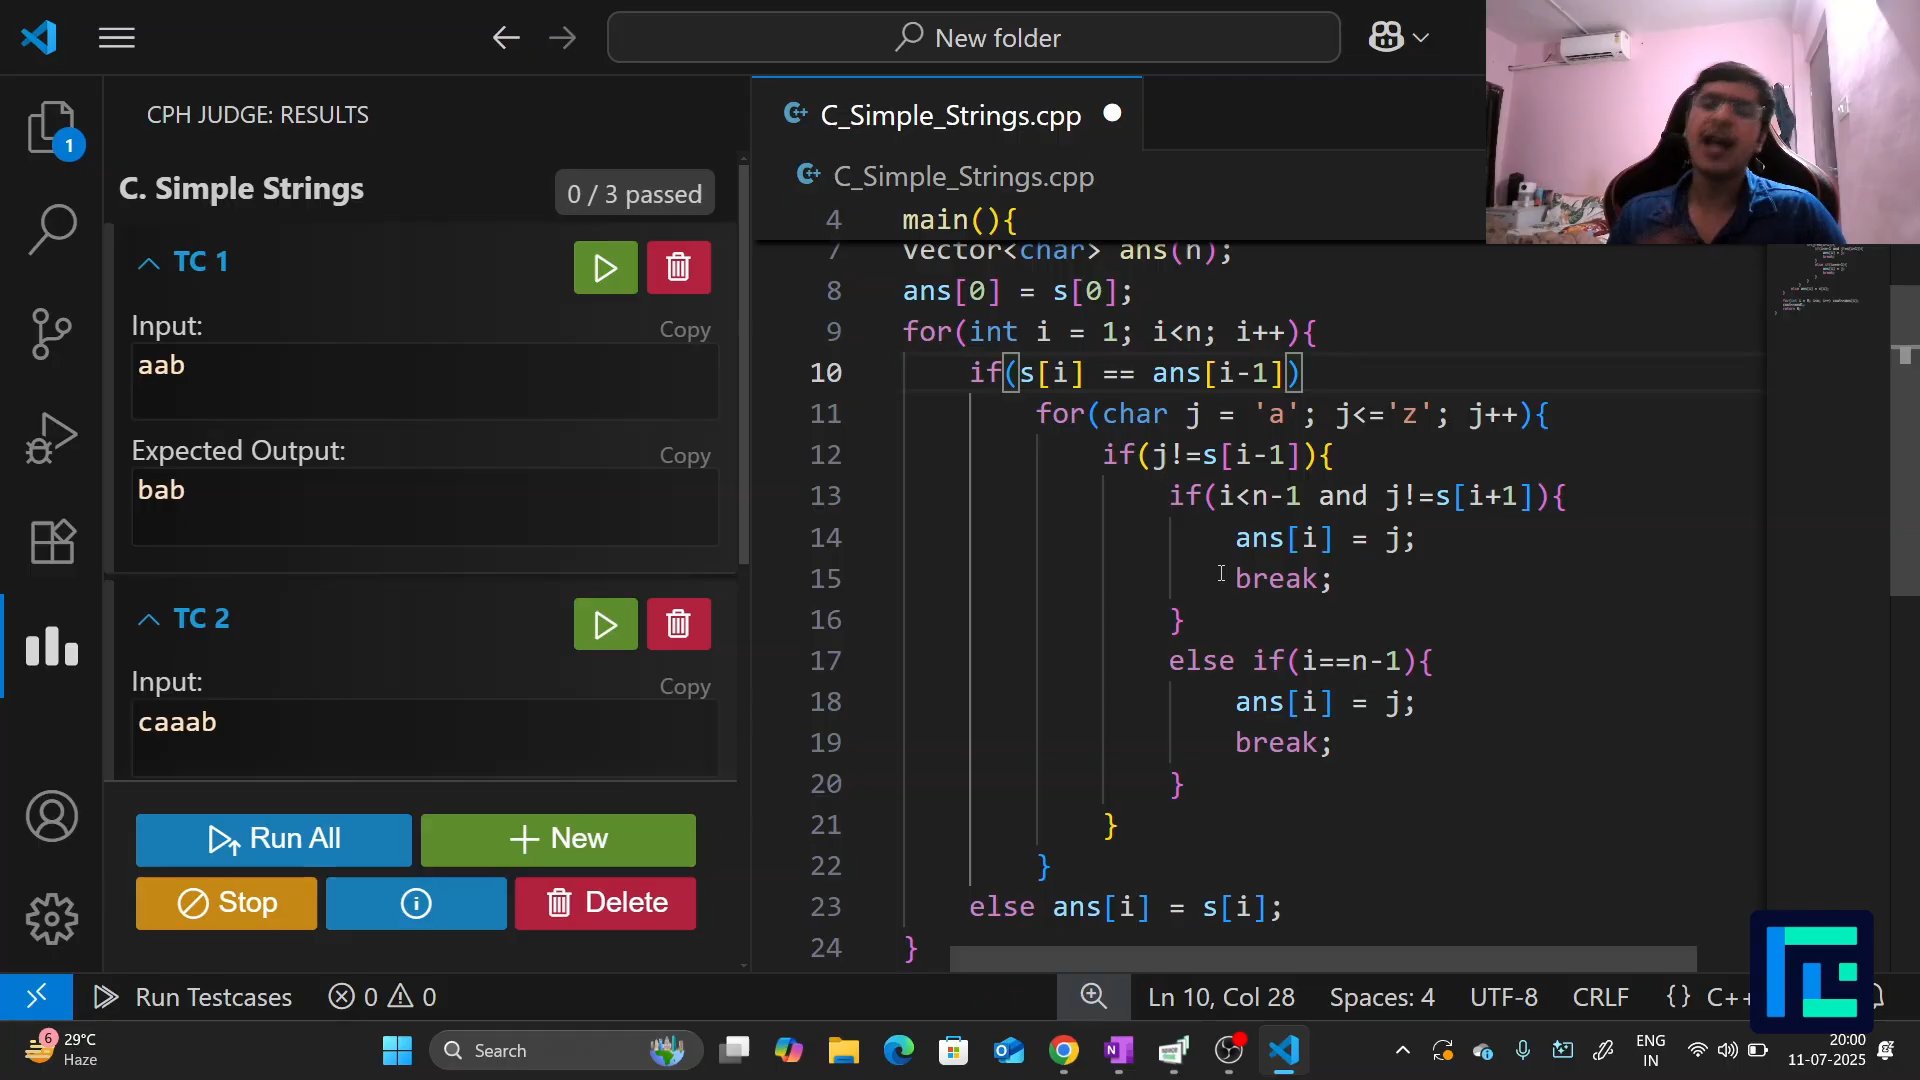 New folder
CPH JUDGE: RESULTS
C_Simple_Strings.cpp
1
C_Simple_Strings.cpp
C. Simple Strings
0 / 3 passed
TC 1
Input:
Copy
aab
Expected Output:
Copy
bab
TC 2
Input:
Copy
caaab
Run All
New
Stop
Delete
4 main(){
7 vector<char> ans(n);
8 ans[0] = s[0];
9 for(int i = 1; i<n; i++){
10 if(s[i] == ans[i-1])
11 for(char j = 'a'; j<='z'; j++){
12 if(j!=s[i-1]){
13 if(i<n-1 and j!=s[i+1]){
14 ans[i] = j;
15 break;
16 }
17 else if(i==n-1){
18 ans[i] = j;
19 break;
20 }
21 }
22 }
23 else ans[i] = s[i];
24 }
Run Testcases
0
0
Ln 10, Col 28
Spaces: 4
UTF-8
CRLF
{} C++
6
29°C
Haze
Search
ENG
IN
20:00
11-07-2025